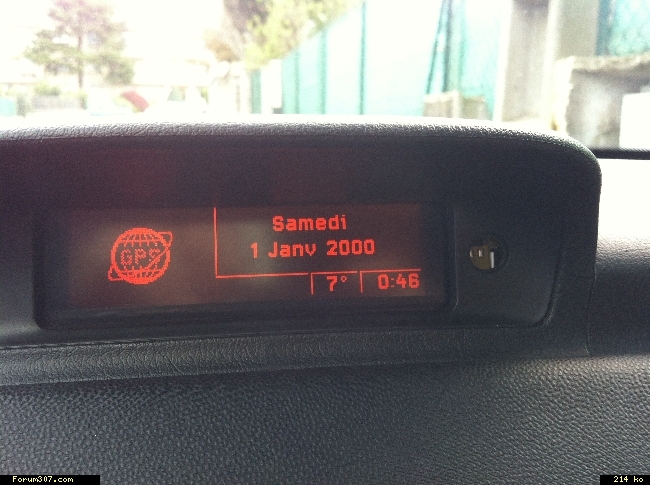 Samedi
GPS
1 Janv 2000
7° 0:46
Forum307.com
214 ko